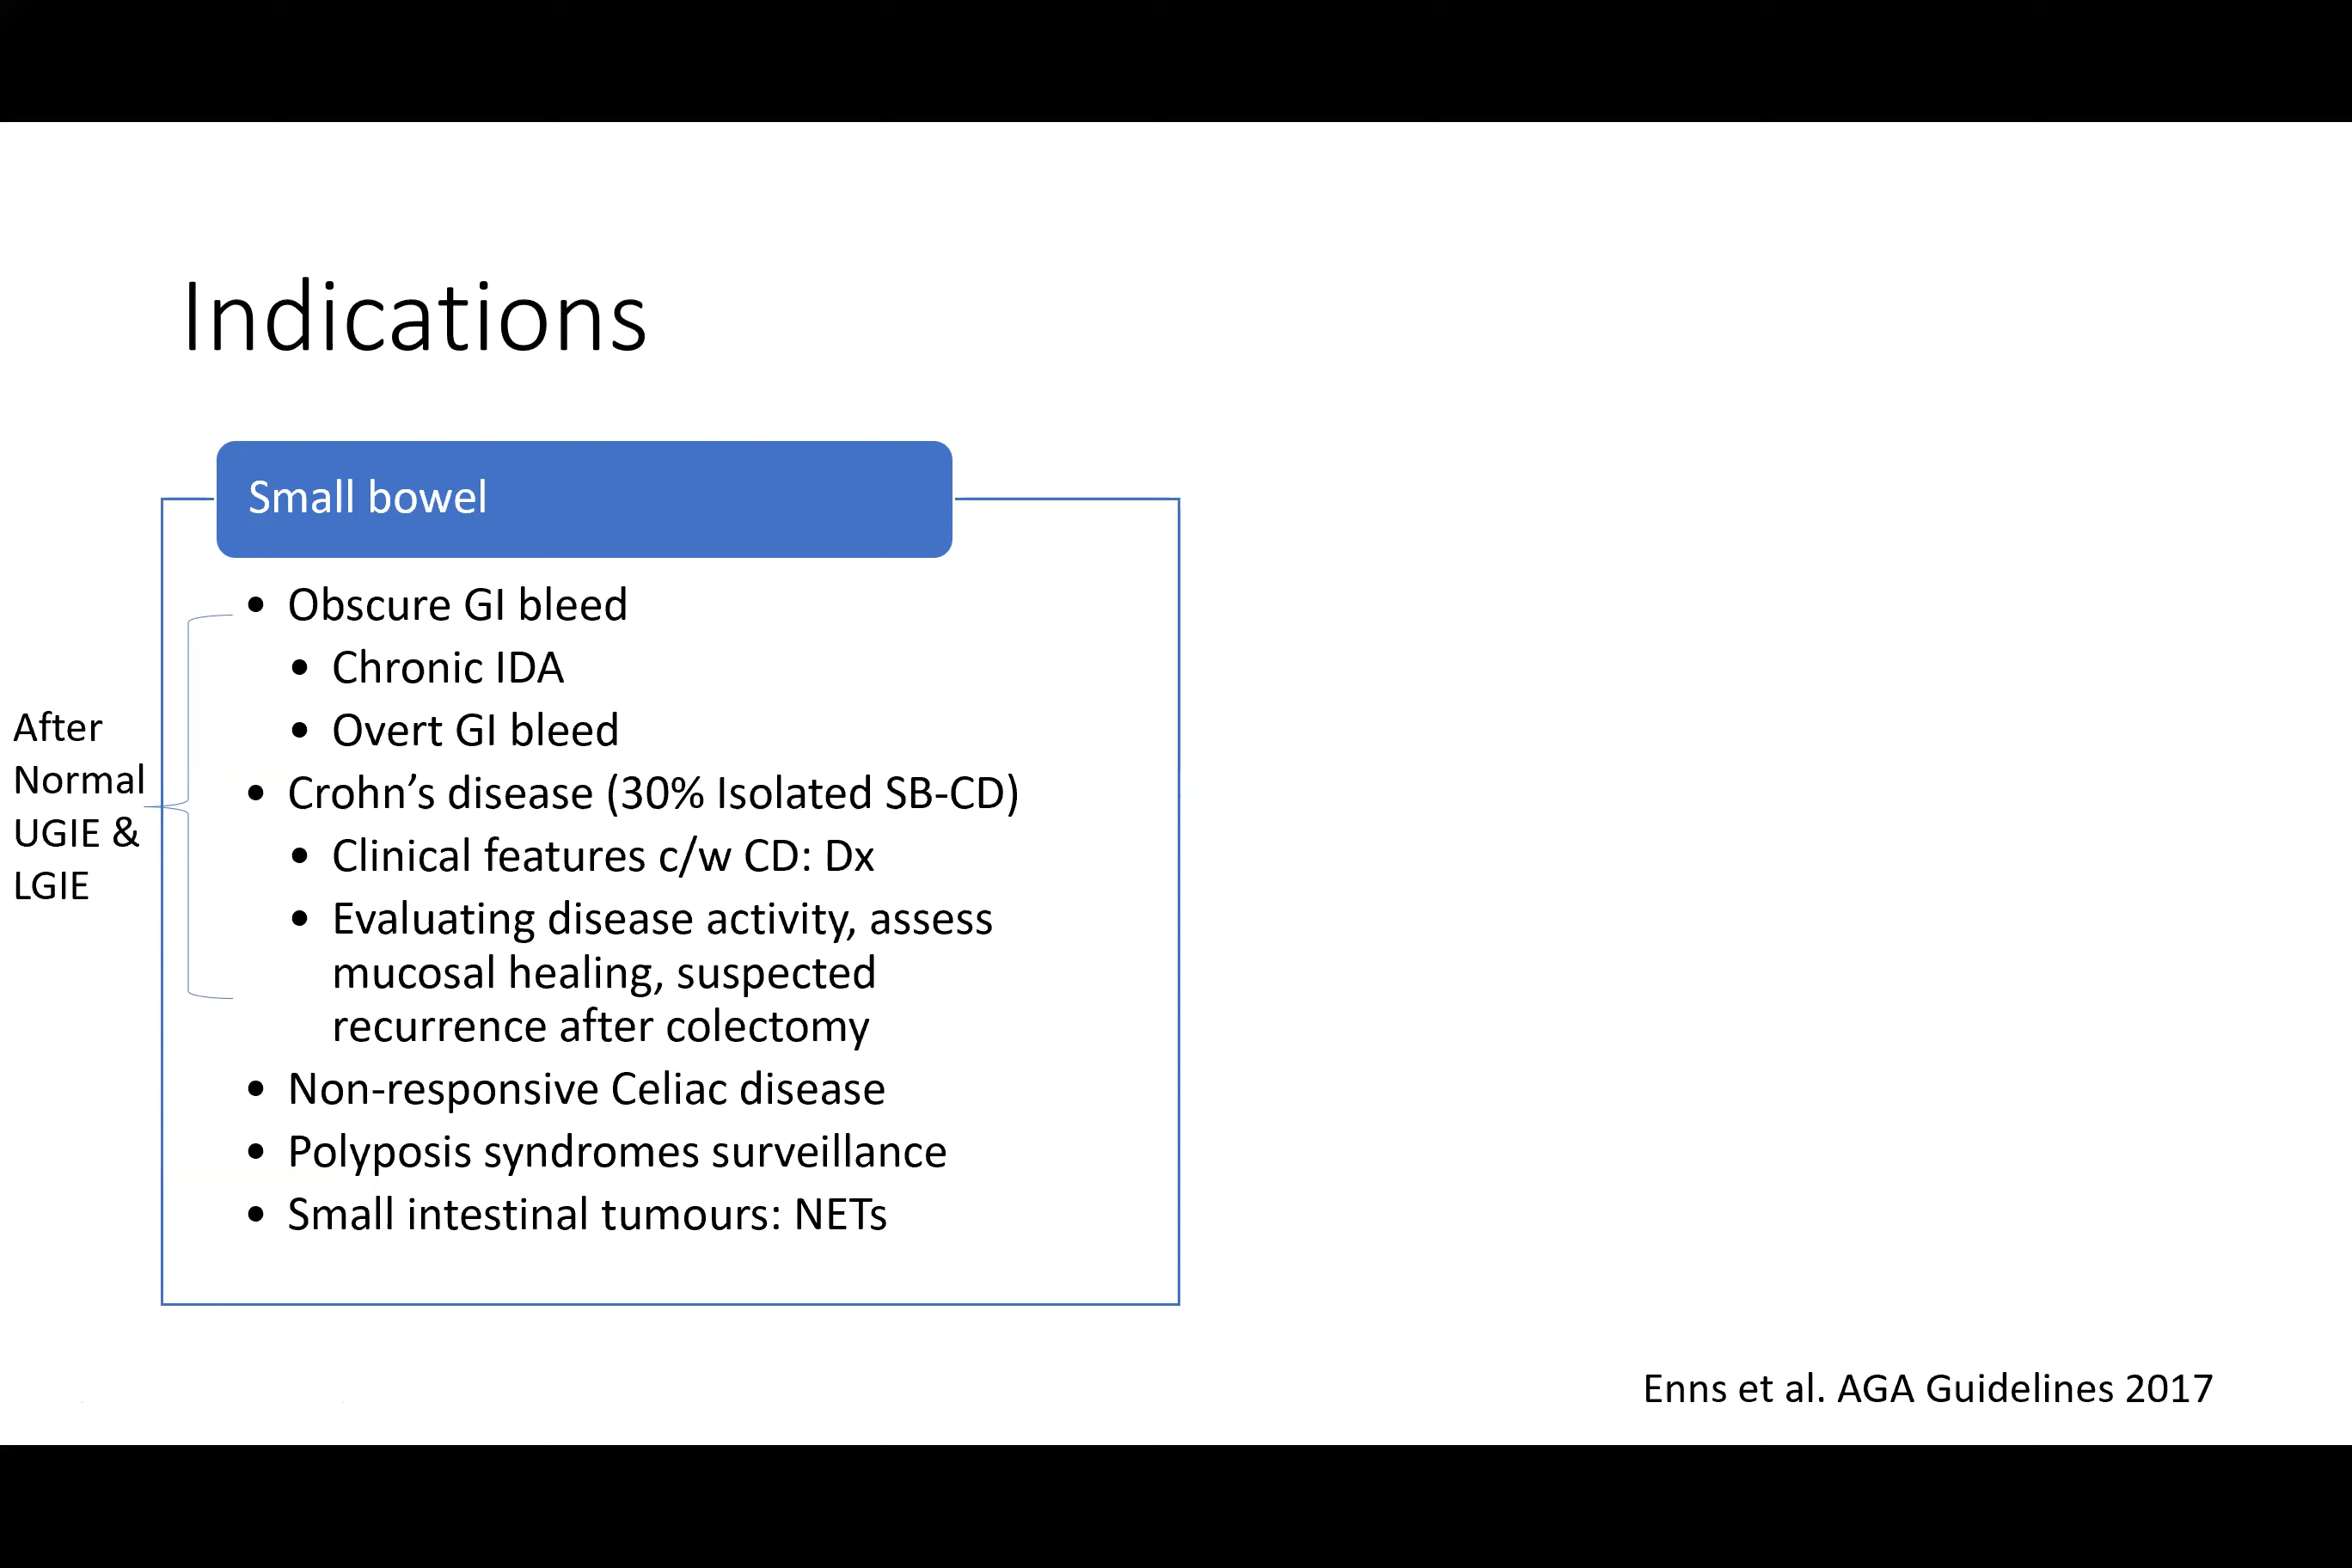 Indications
Small bowel
After
Normal
UGIE &
LGIE
• Obscure GI bleed
• Chronic IDA
• Overt GI bleed
• Crohn’s disease (30% Isolated SB-CD)
• Clinical features c/w CD: Dx
• Evaluating disease activity, assess
mucosal healing, suspected
recurrence after colectomy
• Non-responsive Celiac disease
• Polyposis syndromes surveillance
• Small intestinal tumours: NETs
Enns et al. AGA Guidelines 2017